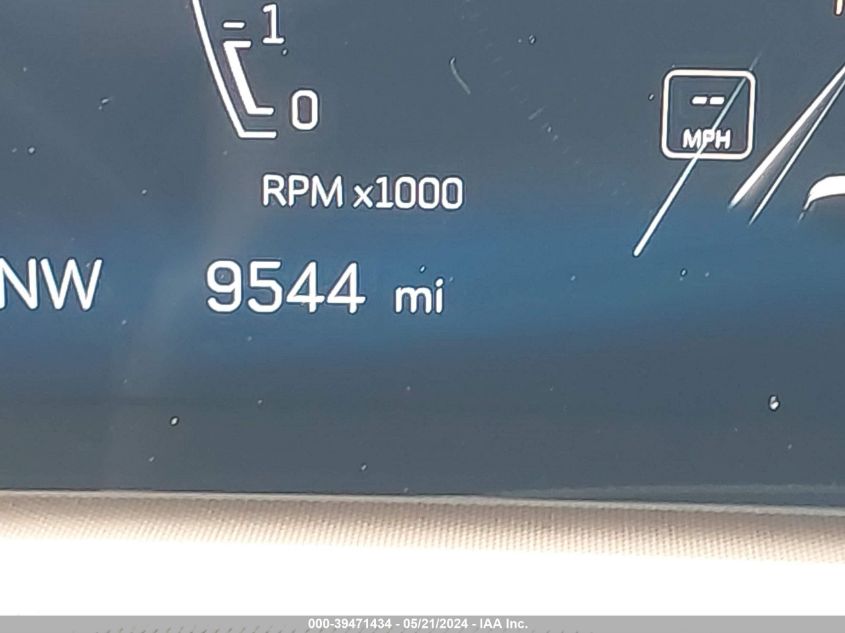 1
0
--
MPH
RPM x1000
NW 9544 mi
000-39471434 - 05/21/2024 - IAA Inc.